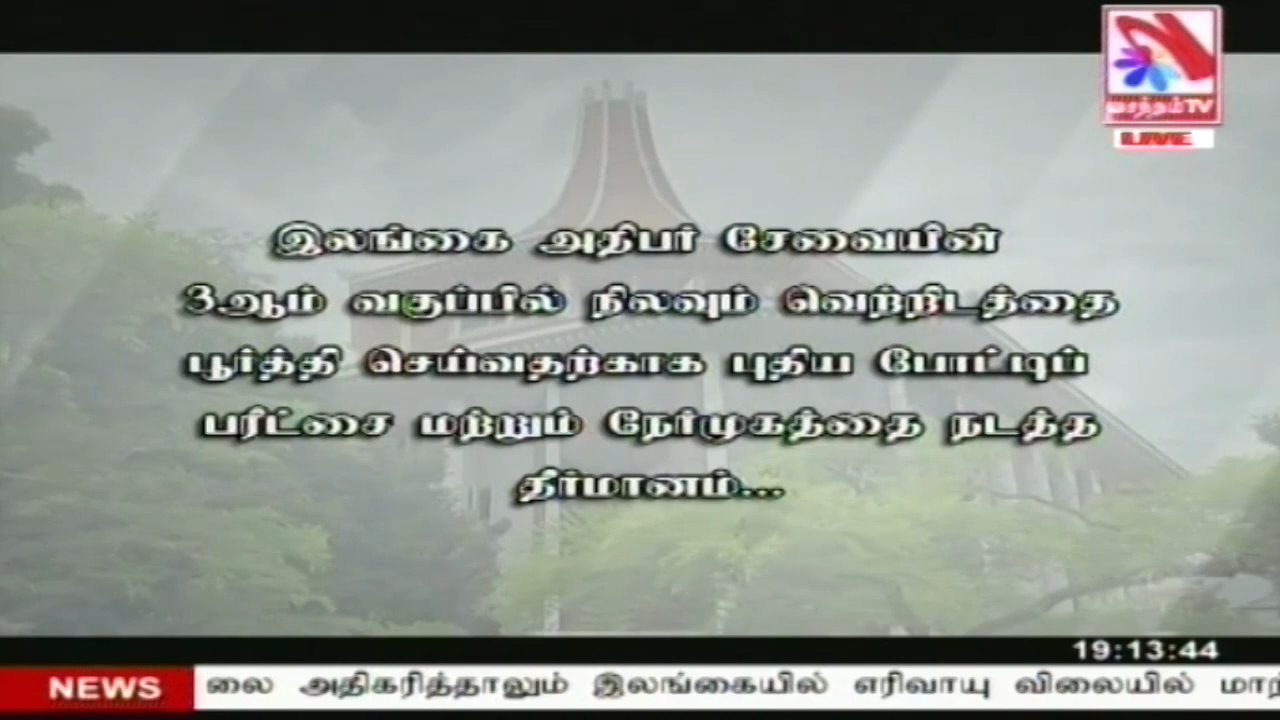 வசந்தம்TV
LIVE
இலங்கை அதிபர் சேவையின்
3ஆம் வகுப்பில் நிலவும் வெற்றிடத்தை
பூர்த்தி செய்வதற்காக புதிய போட்டிப்
பரீட்சை மற்றும் நேர்முகத்தை நடத்த
தீர்மானம்...
19:13:44
NEWS
லை அதிகரித்தாலும் இலங்கையில் எரிவாயு விலையில் மாற்